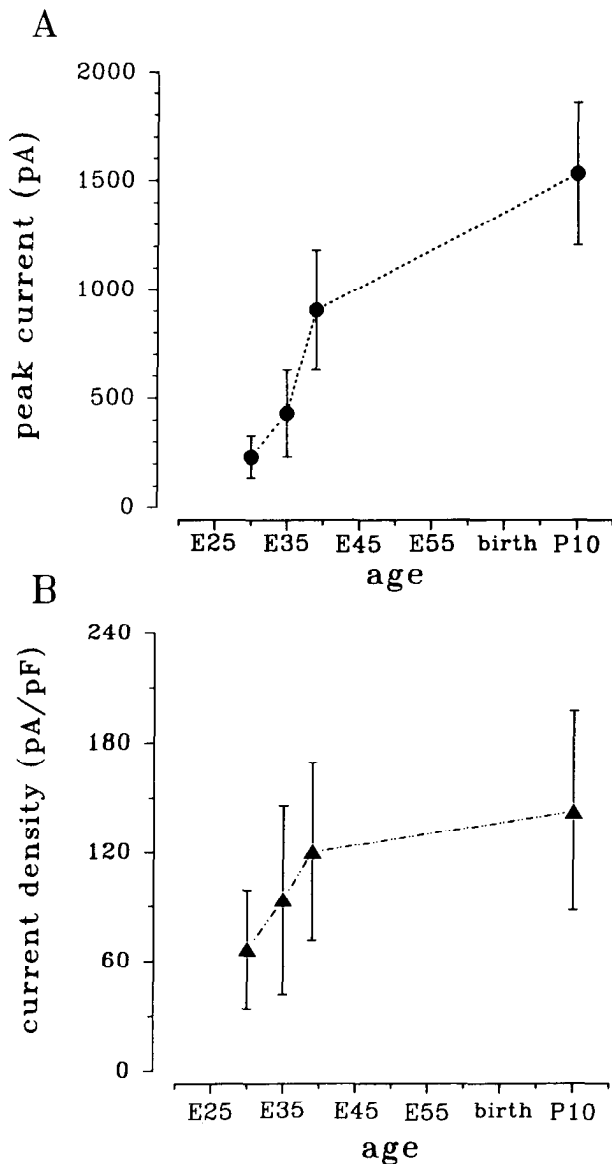 A
peak current (pA)
2000
1500
1000
500
0
E25 E35 E45 E55 birth P10
age
B
current density (pA/pF)
240
180
120
60
0
E25 E35 E45 E55 birth P10
age